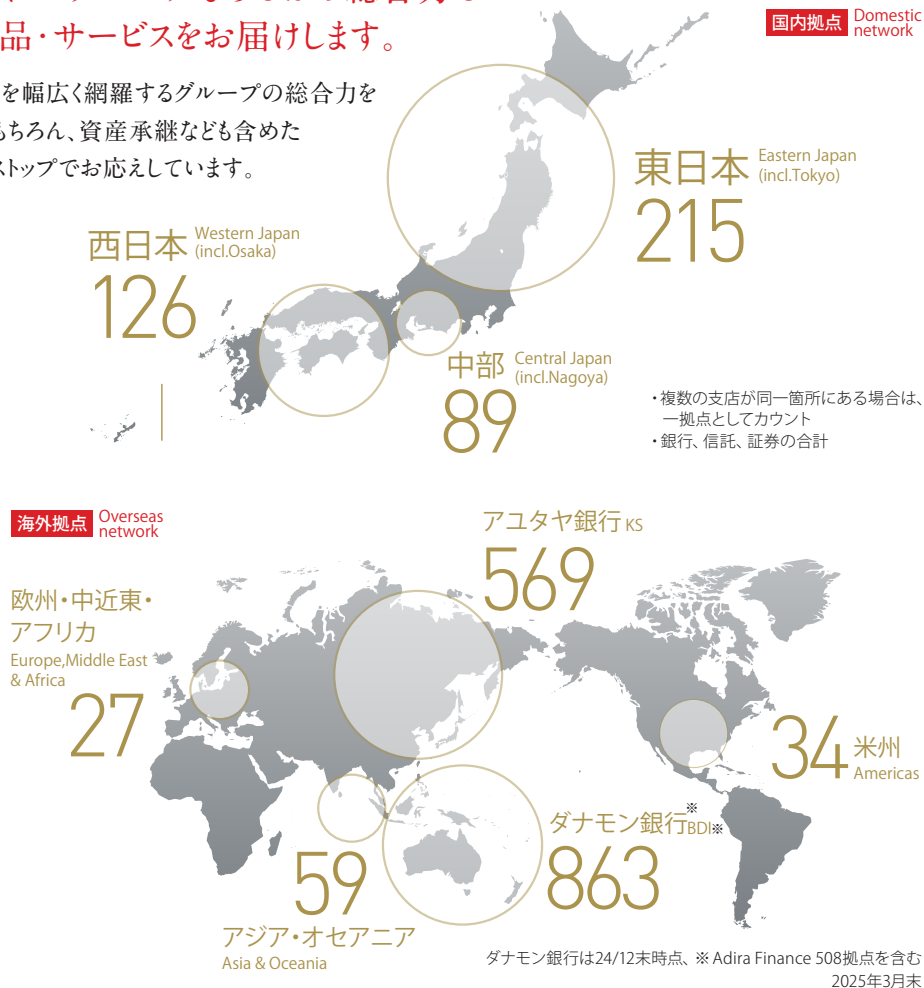 品・サービスをお届けします。
を幅広く網羅するグループの総合力を
もちろん、資産承継なども含めた
ストップでお応えしています。
国内拠点 Domestic network
東日本 Eastern Japan (incl.Tokyo)
215
西日本 Western Japan (incl.Osaka)
126
中部 Central Japan (incl.Nagoya)
89
・複数の支店が同一箇所にある場合は、
一拠点としてカウント
・銀行、信託、証券の合計
海外拠点 Overseas network
アユタヤ銀行 KS
569
欧州・中近東・
アフリカ
Europe,Middle East
& Africa
27
34 米州
Americas
ダナモン銀行※ BDI※
863
59
アジア・オセアニア
Asia & Oceania
ダナモン銀行は24/12末時点、※ Adira Finance 508拠点を含む
2025年3月末